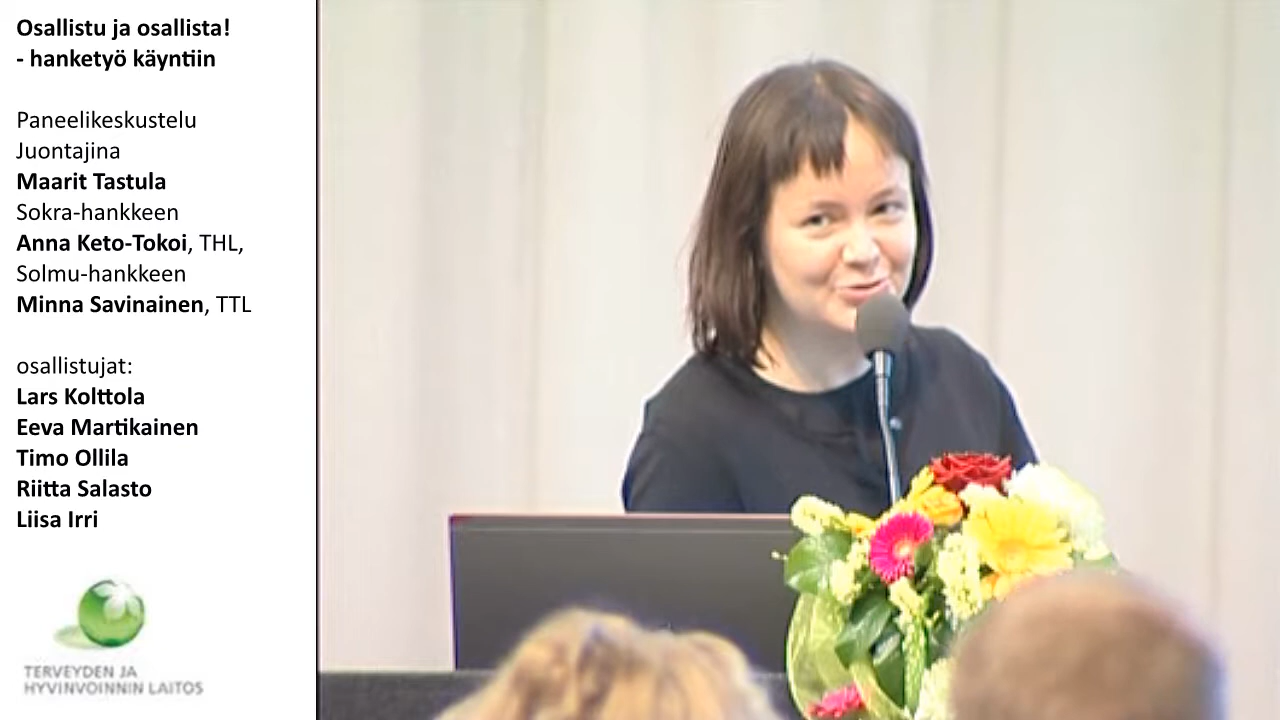 Osallistu ja osallista!
- hanketyö käyntiin
Paneelikeskustelu
Juontajina
Maarit Tastula
Sokra-hankkeen
Anna Keto-Tokoi, THL,
Solmu-hankkeen
Minna Savinainen, TTL
osallistujat:
Lars Kolttola
Eeva Martikainen
Timo Ollila
Riitta Salasto
Liisa Irri
TERVEYDEN JA
HYVINVOINNIN LAITOS